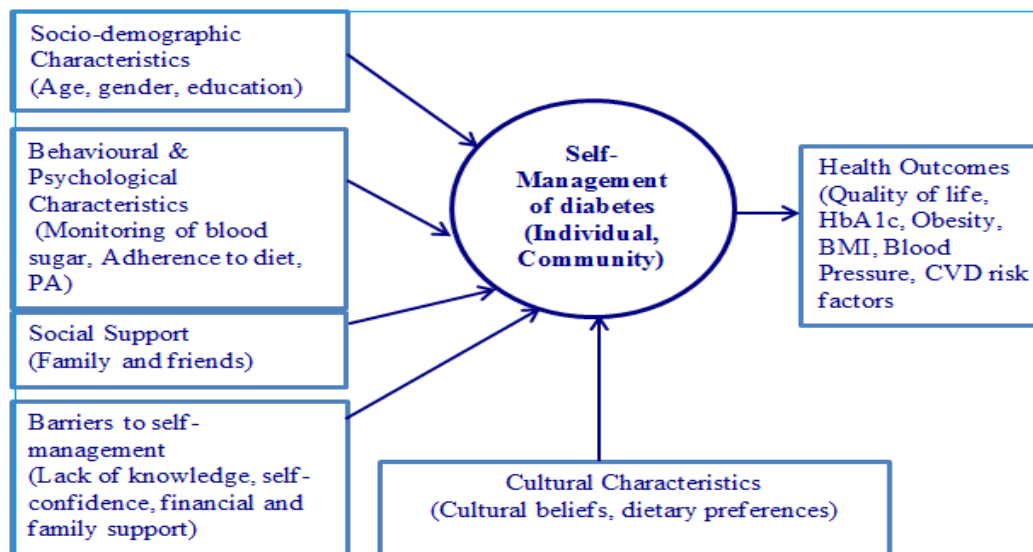 Socio-demographic
Characteristics
(Age, gender, education)
Behavioural &
Psychological
Characteristics
(Monitoring of blood
sugar, Adherence to diet,
PA)
Social Support
(Family and friends)
Barriers to self-
management
(Lack of knowledge, self-
confidence, financial and
family support)
Self-
Management
of diabetes
(Individual,
Community)
Cultural Characteristics
(Cultural beliefs, dietary preferences)
Health Outcomes
(Quality of life,
HbA1c, Obesity,
BMI, Blood
Pressure, CVD risk
factors